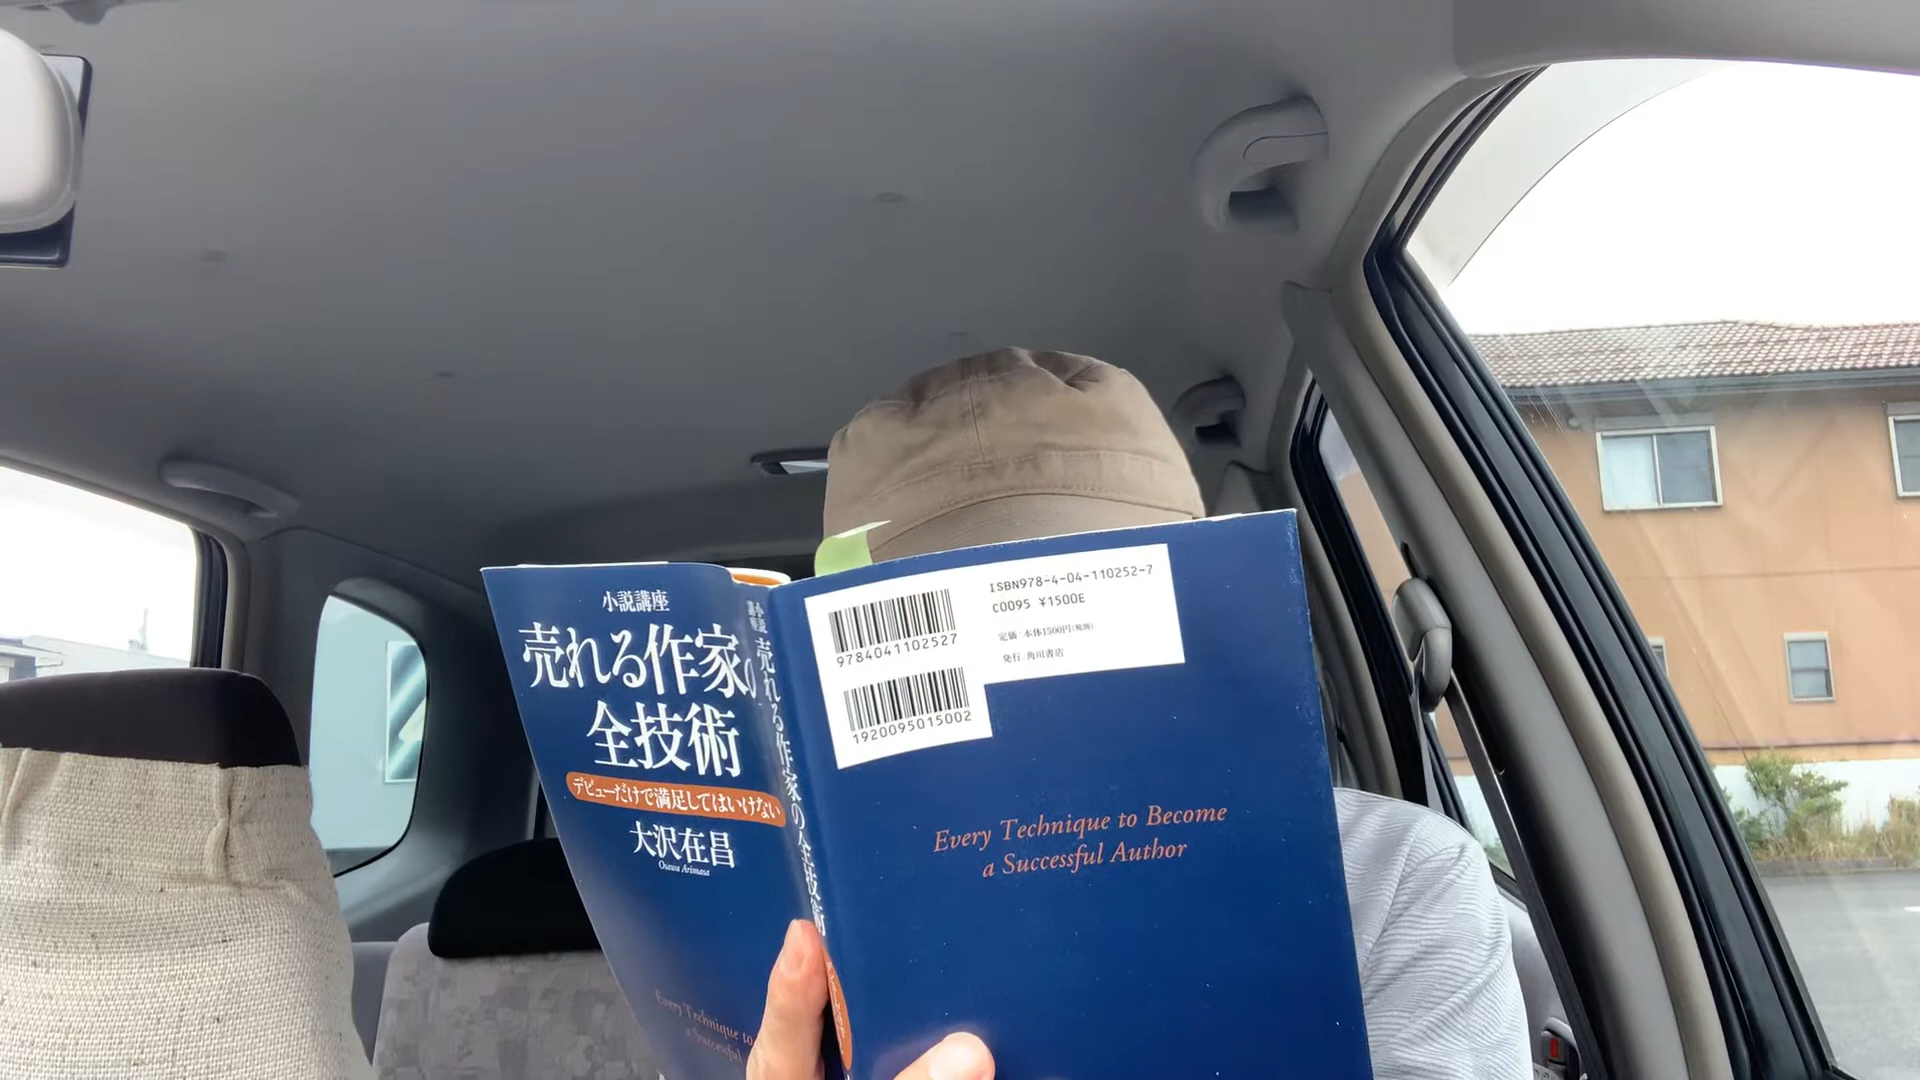 小説講座
売れる作家の
全技術
デビューだけで満足してはいけない
大沢在昌
Osawa Arimasa
Every Technique to
a Successful
小説講座 売れる作家の全技術
ISBN978-4-04-110252-7
C0095 ¥1500E
定価 本体1500円(税別)
発行 角川書店
9784041102527
1920095015002
Every Technique to Become
a Successful Author